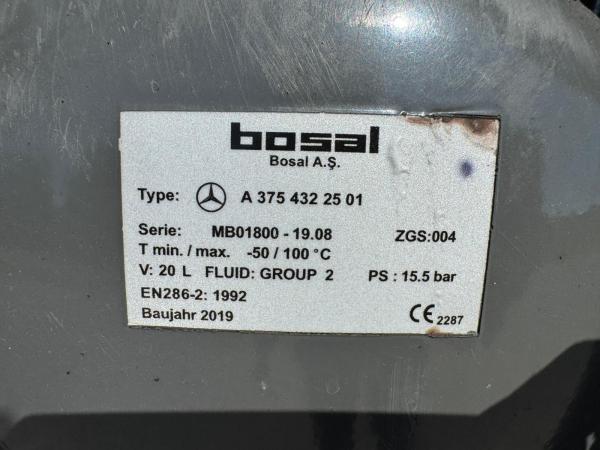 bosal
Bosal A.Ş.
Type: A 375 432 25 01
Serie: MB01800 - 19.08 ZGS:004
T min. / max. -50 / 100 °C
V: 20 L FLUID: GROUP 2 PS : 15.5 bar
EN286-2: 1992
Baujahr 2019 CE 2287